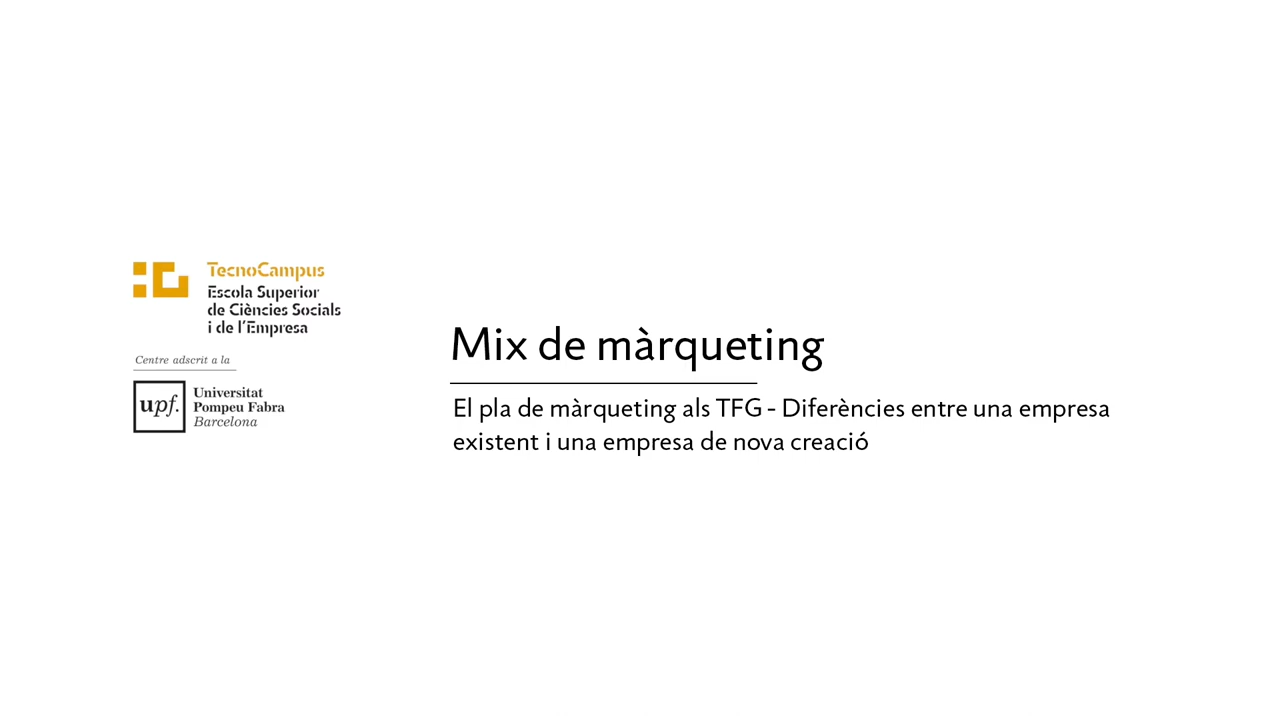 TecnoCampus
Escola Superior
de Ciències Socials
i de l'Empresa
Centre adscrit a la
upf.
Universitat
Pompeu Fabra
Barcelona
Mix de màrqueting
El pla de màrqueting als TFG - Diferències entre una empresa
existent i una empresa de nova creació